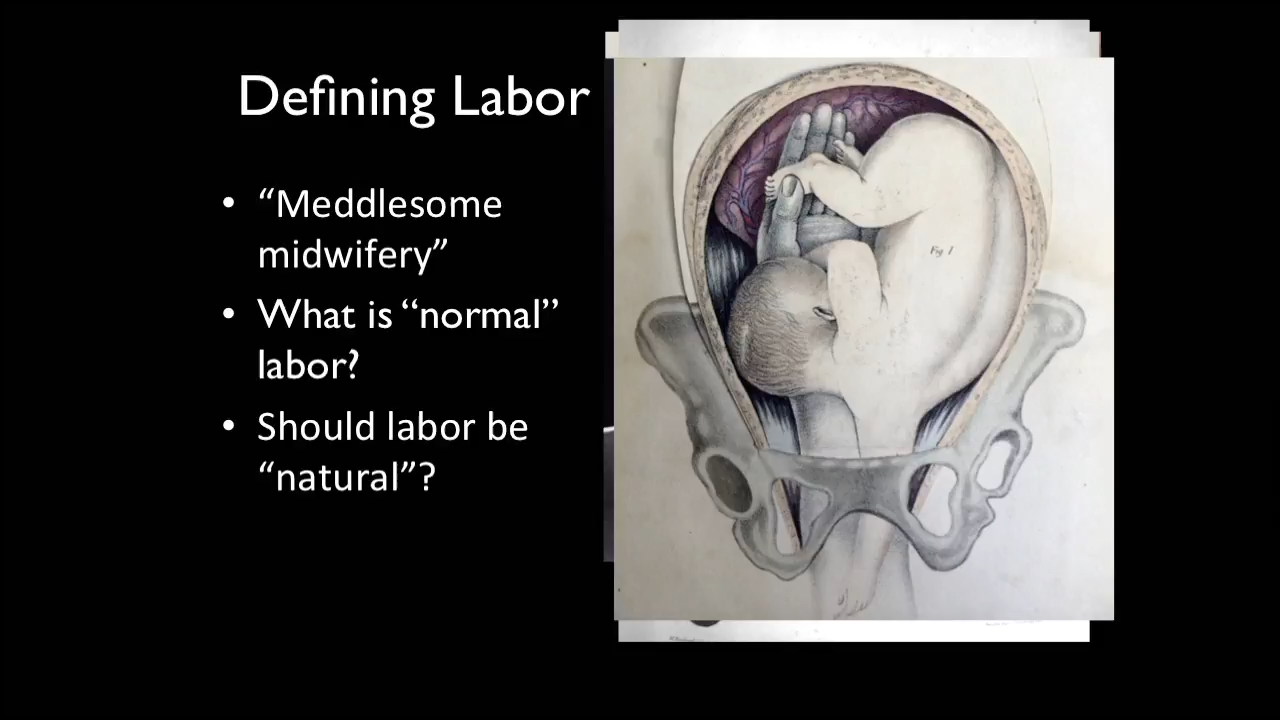 Defining Labor
• “Meddlesome
midwifery”
• What is “normal”
labor?
• Should labor be
“natural”?
Fig 1